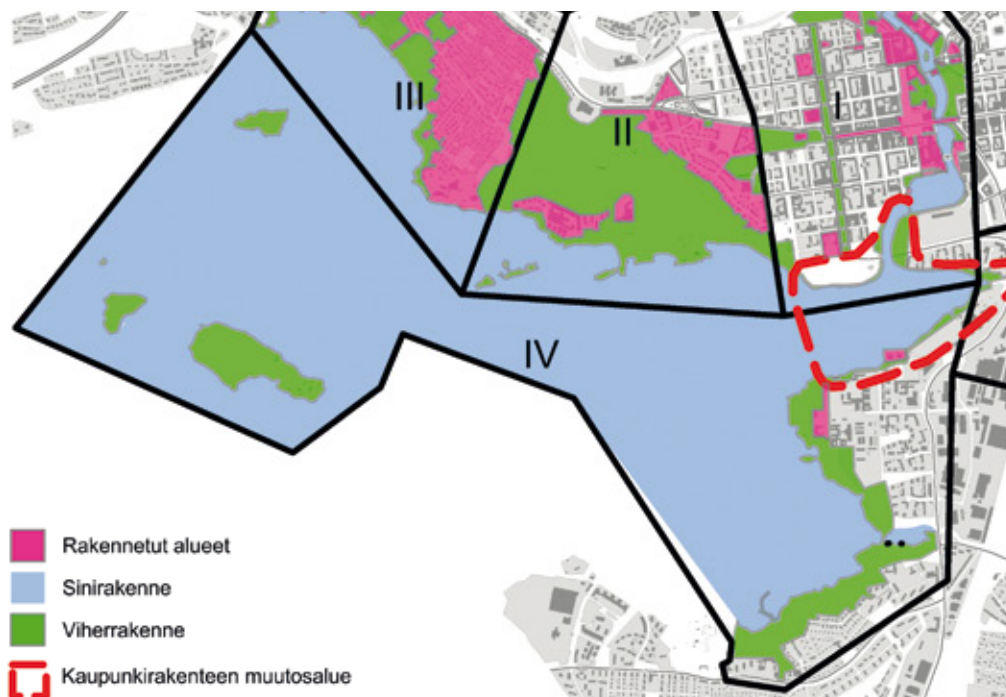 III
II
I
IV
Rakennetut alueet
Sinirakenne
Viherrakenne
Kaupunkirakenteen muutosalue